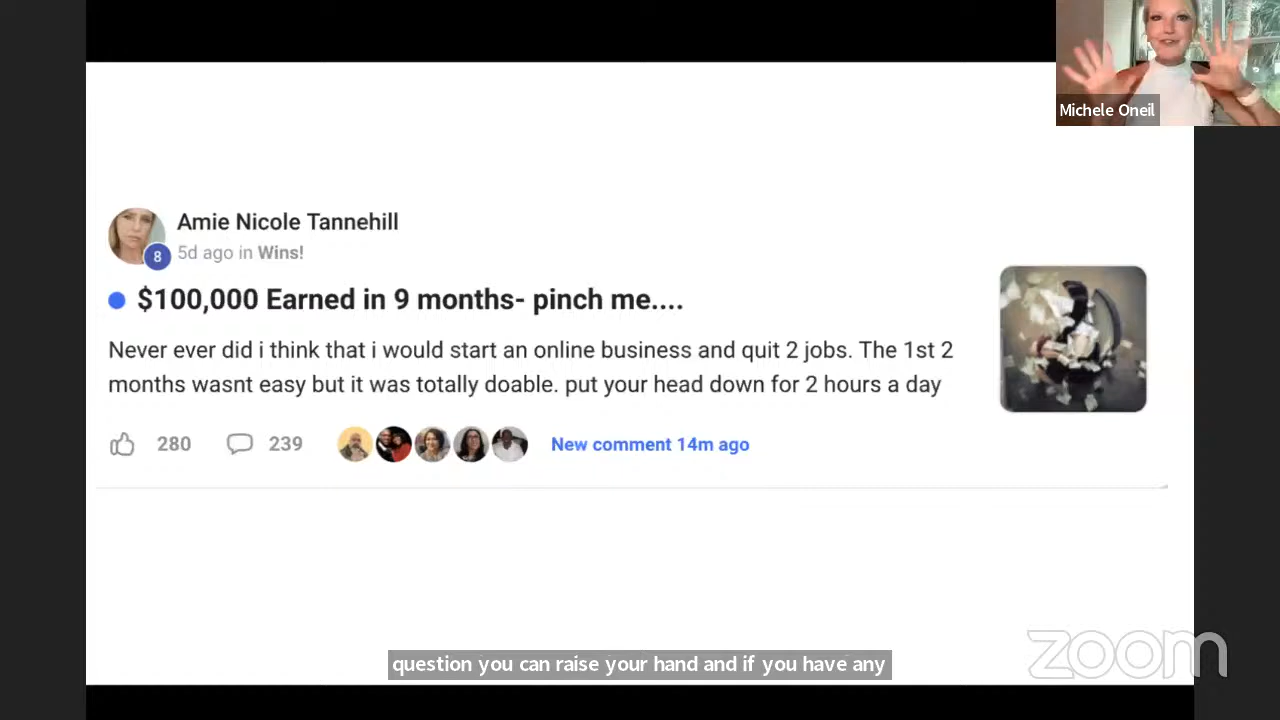 Michele Oneil
Amie Nicole Tannehill
8
5d ago in Wins!
$100,000 Earned in 9 months- pinch me....
Never ever did i think that i would start an online business and quit 2 jobs. The 1st 2
months wasnt easy but it was totally doable. put your head down for 2 hours a day
280 239 New comment 14m ago
zoom
question you can raise your hand and if you have any